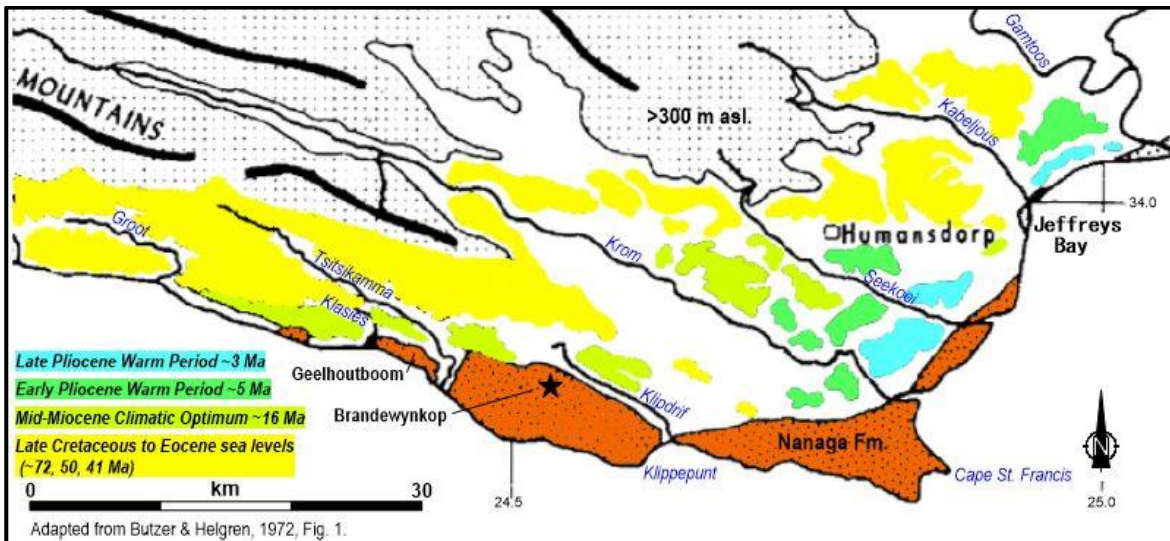 Gamtoos
MOUNTAINS
>300 m asl.
Kabeljous
34.0
Jeffreys
Bay
Humansdorp
Groot
Tsitsikamma
Krom
Seekoei
Klasies
Late Pliocene Warm Period ~3 Ma
Early Pliocene Warm Period ~5 Ma
Mid-Miocene Climatic Optimum ~16 Ma
Late Cretaceous to Eocene sea levels
(~72, 50, 41 Ma)
Geelhoutboom
Brandewynkop
Klipdrif
Nanaga Fm.
N
Klippepunt
Cape St. Francis
0 km 30
24.5
25.0
Adapted from Butzer & Helgren, 1972, Fig. 1.